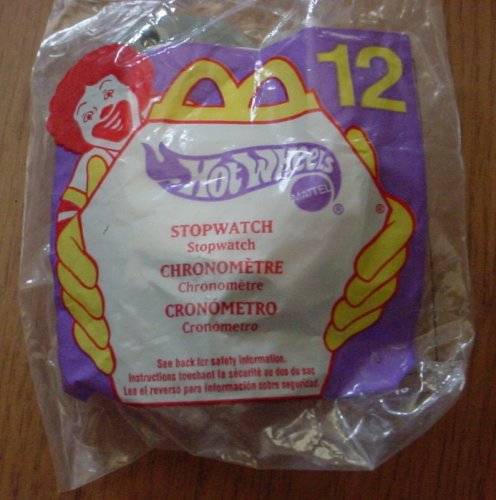 12
HOT WHEELS
MATTEL
®
®
STOPWATCH
Stopwatch
CHRONOMÈTRE
Chronomètre
CRONÓMETRO
Cronómetro
See back for safety information.
Instructions touchant la sécurité au dos de sac
Lea el reverso para información sobre seguridad.